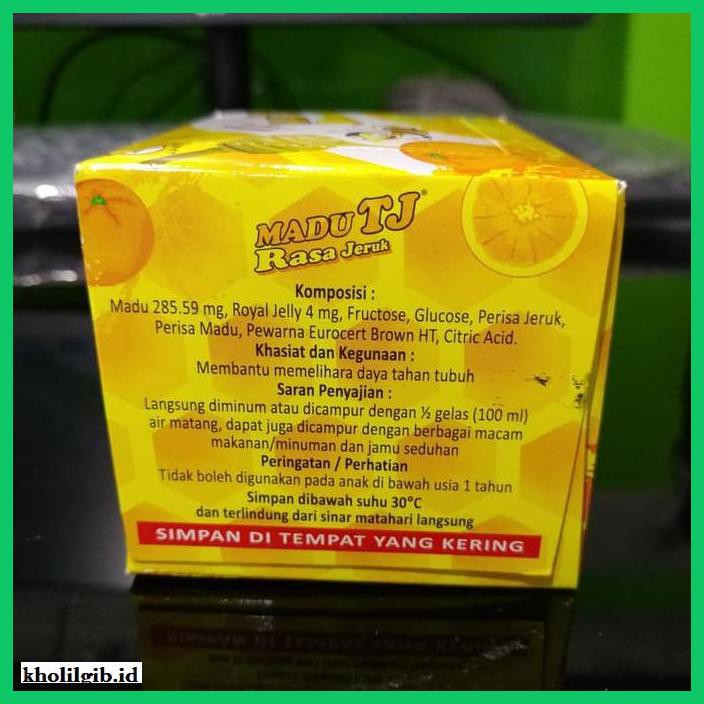 MADU TJ®
Rasa Jeruk
Komposisi :
Madu 285.59 mg, Royal Jelly 4 mg, Fructose, Glucose, Perisa Jeruk,
Perisa Madu, Pewarna Eurocert Brown HT, Citric Acid.
Khasiat dan Kegunaan :
Membantu memelihara daya tahan tubuh
Saran Penyajian :
Langsung diminum atau dicampur dengan ½ gelas (100 ml)
air matang, dapat juga dicampur dengan berbagai macam
makanan/minuman dan jamu seduhan
Peringatan / Perhatian
Tidak boleh digunakan pada anak di bawah usia 1 tahun
Simpan dibawah suhu 30°C
dan terlindung dari sinar matahari langsung
SIMPAN DI TEMPAT YANG KERING
kholilgib.id